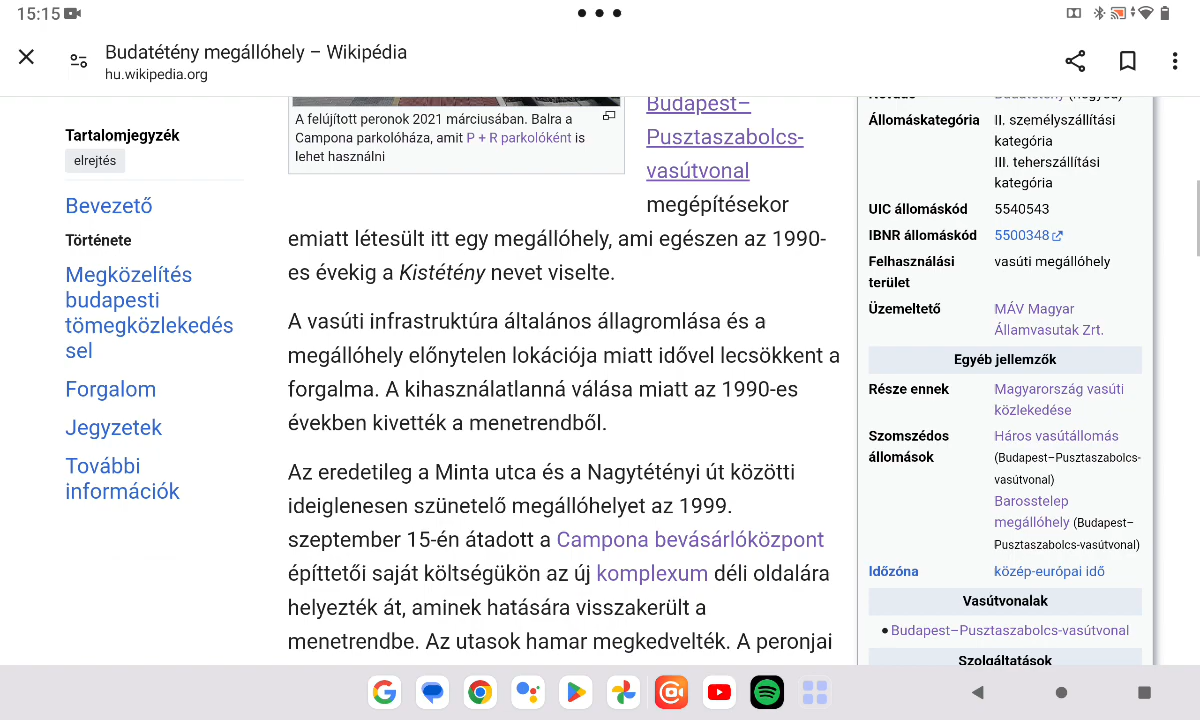 15:15
Budatétény megállóhely – Wikipédia
hu.wikipedia.org
Tartalomjegyzék
elrejtés
Bevezető
Története
Megközelítés
budapesti
tömegközlekedés
sel
Forgalom
Jegyzetek
További
információk
A felújított peronok 2021 márciusában. Balra a
Campona parkolóháza, amit P + R parkolóként is
lehet használni
Budapest–
Pusztaszabolcs-
vasútvonal
megépítésekor
emiatt létesült itt egy megállóhely, ami egészen az 1990-
es évekig a Kistétény nevet viselte.
A vasúti infrastruktúra általános állagromlása és a
megállóhely előnytelen lokációja miatt idővel lecsökkent a
forgalma. A kihasználatlanná válása miatt az 1990-es
években kivették a menetrendből.
Az eredetileg a Minta utca és a Nagytétényi út közötti
ideiglenesen szünetelő megállóhelyet az 1999.
szeptember 15-én átadott a Campona bevásárlóközpont
építtetői saját költségükön az új komplexum déli oldalára
helyezték át, aminek hatására visszakerült a
menetrendbe. Az utasok hamar megkedvelték. A peronjai
Állomáskategória II. személyszállítási
kategória
III. teherszállítási
kategória
UIC állomáskód 5540543
IBNR állomáskód 5500348
Felhasználási vasúti megállóhely
terület
Üzemeltető MÁV Magyar
Államvasutak Zrt.
Egyéb jellemzők
Része ennek Magyarország vasúti
közlekedése
Szomszédos Háros vasútállomás
állomások (Budapest–Pusztaszabolcs-
vasútvonal)
Barosstelep
megállóhely (Budapest–
Pusztaszabolcs-vasútvonal)
Időzóna közép-európai idő
Vasútvonalak
• Budapest–Pusztaszabolcs-vasútvonal
Szolgáltatások